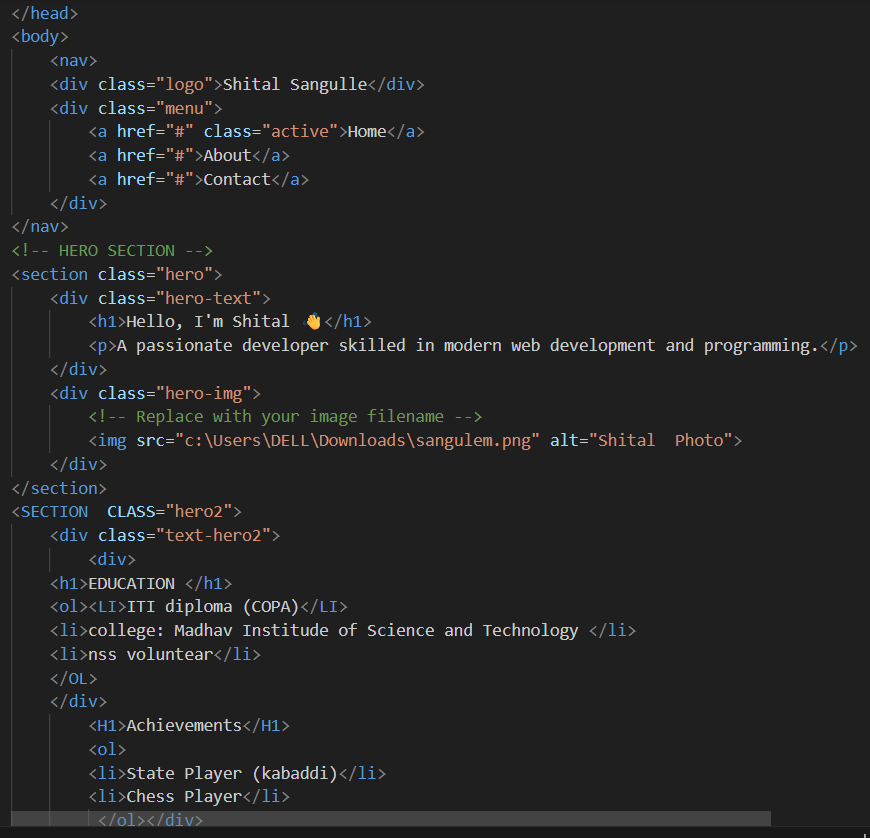 </head>
<body>
    <nav>
    <div class="logo">Shital Sangulle</div>
    <div class="menu">
        <a href="#" class="active">Home</a>
        <a href="#">About</a>
        <a href="#">Contact</a>
    </div>
</nav>
<!-- HERO SECTION -->
<section class="hero">
    <div class="hero-text">
        <h1>Hello, I'm Shital 👋</h1>
        <p>A passionate developer skilled in modern web development and programming.</p>
    </div>
    <div class="hero-img">
        <!-- Replace with your image filename -->
        <img src="c:\Users\DELL\Downloads\sangulem.png" alt="Shital  Photo">
    </div>
</section>
<SECTION  CLASS="hero2">
    <div class="text-hero2">
        <div>
    <h1>EDUCATION </h1>
    <ol><LI>ITI diploma (COPA)</LI>
    <li>college: Madhav Institude of Science and Technology </li>
    <li>nss voluntear</li>
    </OL>
    </div>
        <H1>Achievements</H1>
        <ol>
        <li>State Player (kabaddi)</li>
        <li>Chess Player</li>
         </ol></div>